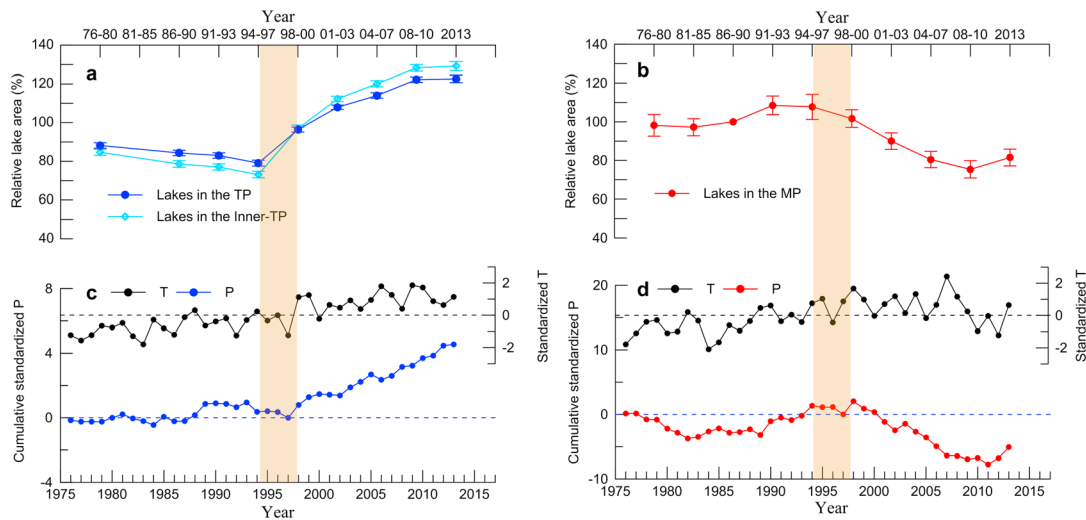 Year
76-80 81-85 86-90 91-93 94-97 98-00 01-03 04-07 08-10 2013
140
120
100
80
60
40
Relative lake area (%)
a
Lakes in the TP
Lakes in the Inner-TP
Year
76-80 81-85 86-90 91-93 94-97 98-00 01-03 04-07 08-10 2013
140
120
100
80
60
40
Relative lake area (%)
b
Lakes in the MP
c
T P
8
4
0
-4
Cumulative standardized P
2
0
-2
Standardized T
1975 1980 1985 1990 1995 2000 2005 2010 2015
Year
d
T P
20
10
0
-10
Cumulative standardized P
2
0
-2
Standardized T
1975 1980 1985 1990 1995 2000 2005 2010 2015
Year